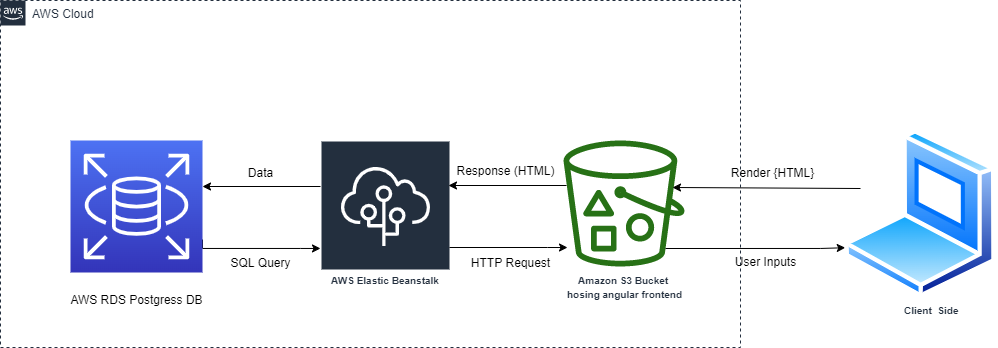 aws
AWS Cloud
Data
Response (HTML)
Render {HTML}
SQL Query
HTTP Request
User Inputs
AWS RDS Postgress DB
AWS Elastic Beanstalk
Amazon S3 Bucket
hosing angular frontend
Client Side